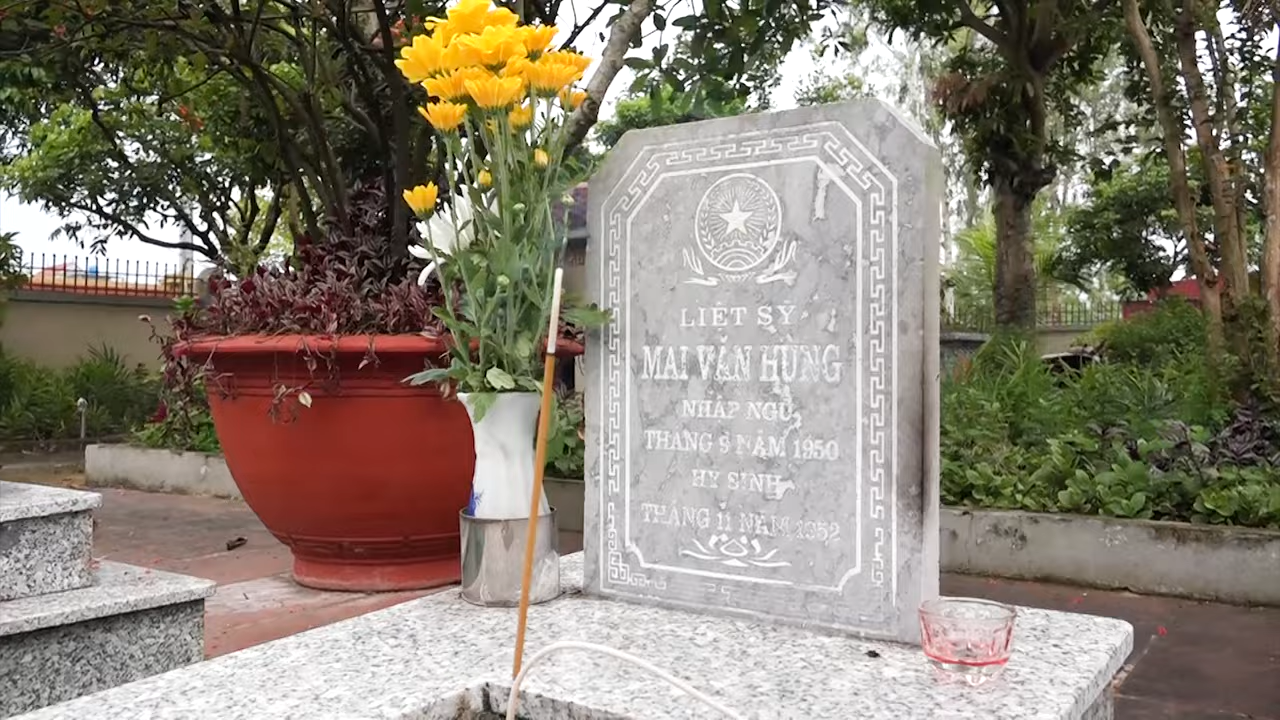 LIỆT SỸ
MAI VĂN HÙNG
NHẬP NGŨ
THÁNG 9 NĂM 1950
HY SINH
THÁNG 11 NĂM 1952